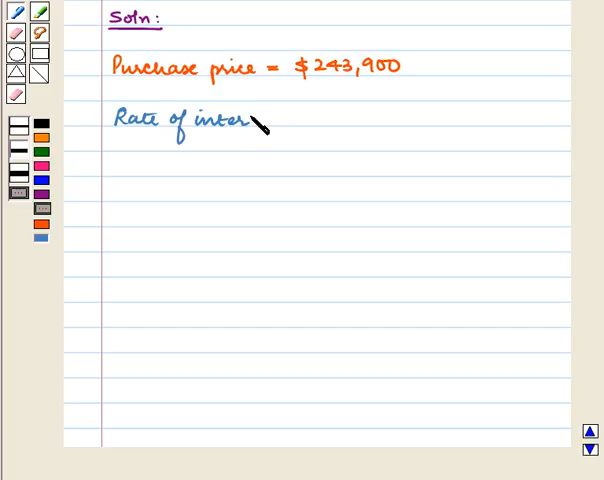 Soln:
Purchase price = $243,900
Rate of inter